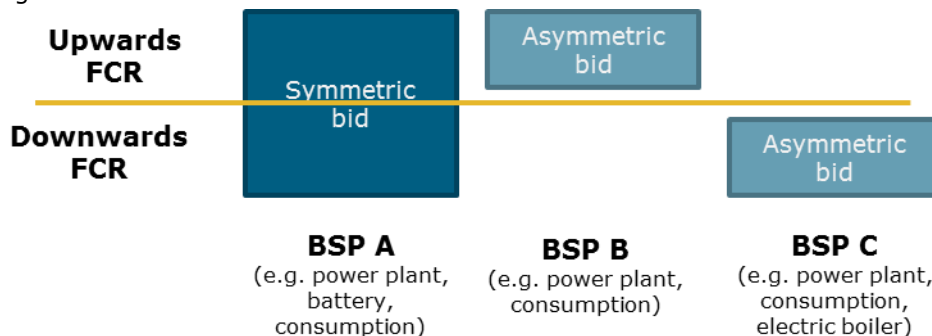 Upwards
FCR
Symmetric
bid
Asymmetric
bid
Downwards
FCR
Asymmetric
bid
BSP A
(e.g. power plant,
battery,
consumption)
BSP B
(e.g. power plant,
consumption)
BSP C
(e.g. power plant,
consumption,
electric boiler)